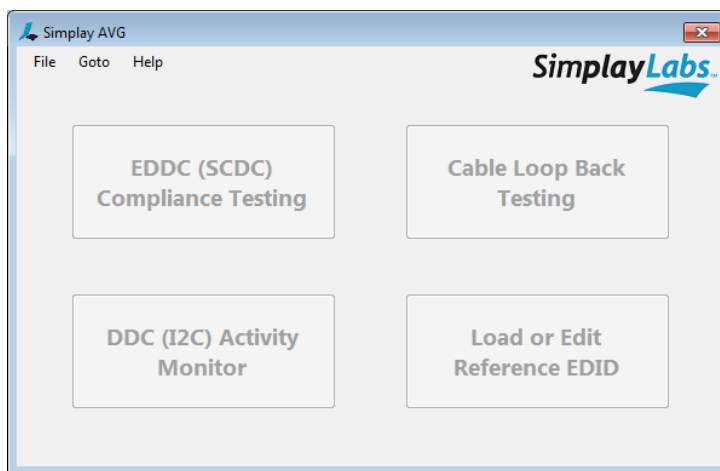 Simplay AVG
File Goto Help
SimplayLabs™
EDDC (SCDC)
Compliance Testing
Cable Loop Back
Testing
DDC (I2C) Activity
Monitor
Load or Edit
Reference EDID